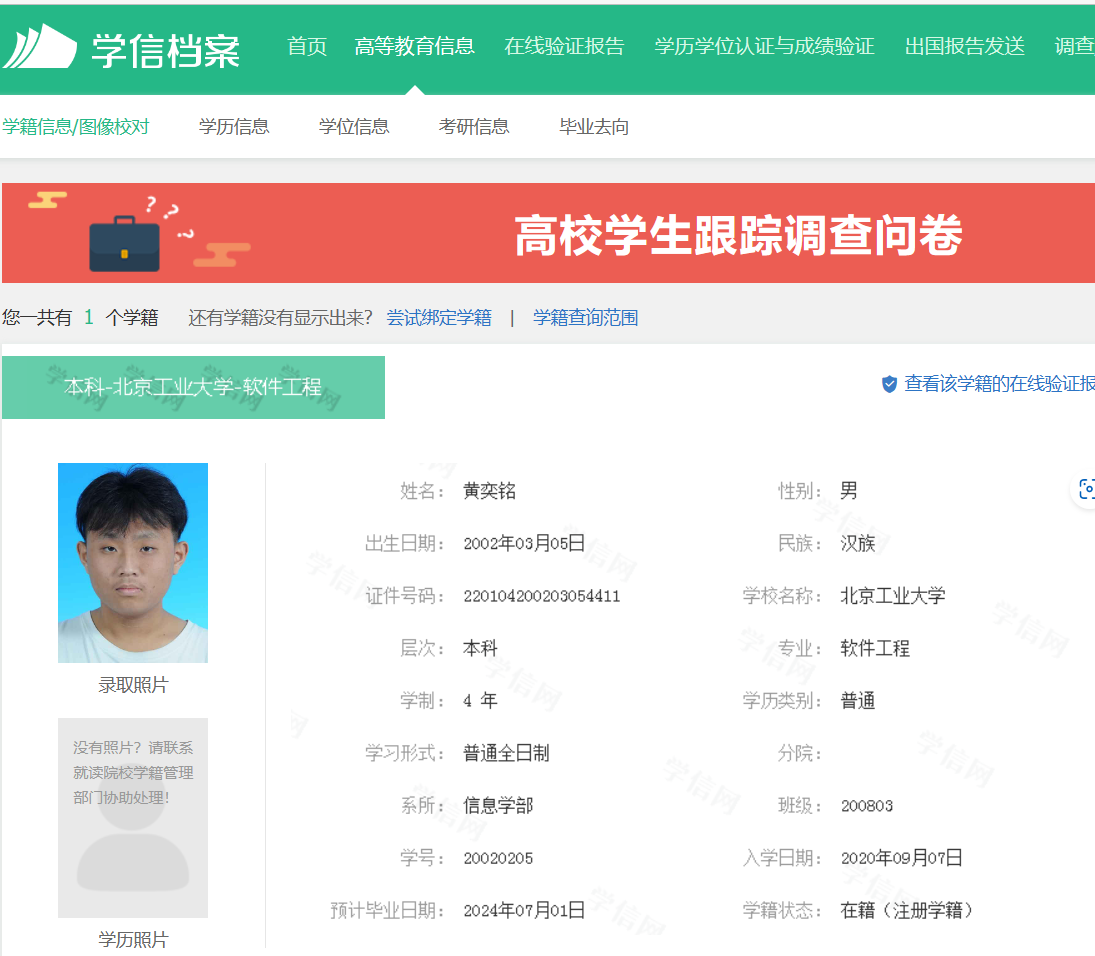 学信档案 首页 高等教育信息 在线验证报告 学历学位认证与成绩验证 出国报告发送 调查
学籍信息/图像校对 学历信息 学位信息 考研信息 毕业去向
高校学生跟踪调查问卷
您一共有 1 个学籍 还有学籍没有显示出来? 尝试绑定学籍 | 学籍查询范围
本科-北京工业大学-软件工程
查看该学籍的在线验证报
录取照片
没有照片？请联系
就读院校学籍管理
部门协助处理！
学历照片
姓名： 黄奕铭 性别： 男
出生日期： 2002年03月05日 民族： 汉族
证件号码： 220104200203054411 学校名称： 北京工业大学
层次： 本科 专业： 软件工程
学制： 4 年 学历类别： 普通
学习形式： 普通全日制 分院：
系所： 信息学部 班级： 200803
学号： 20020205 入学日期： 2020年09月07日
预计毕业日期： 2024年07月01日 学籍状态： 在籍（注册学籍）